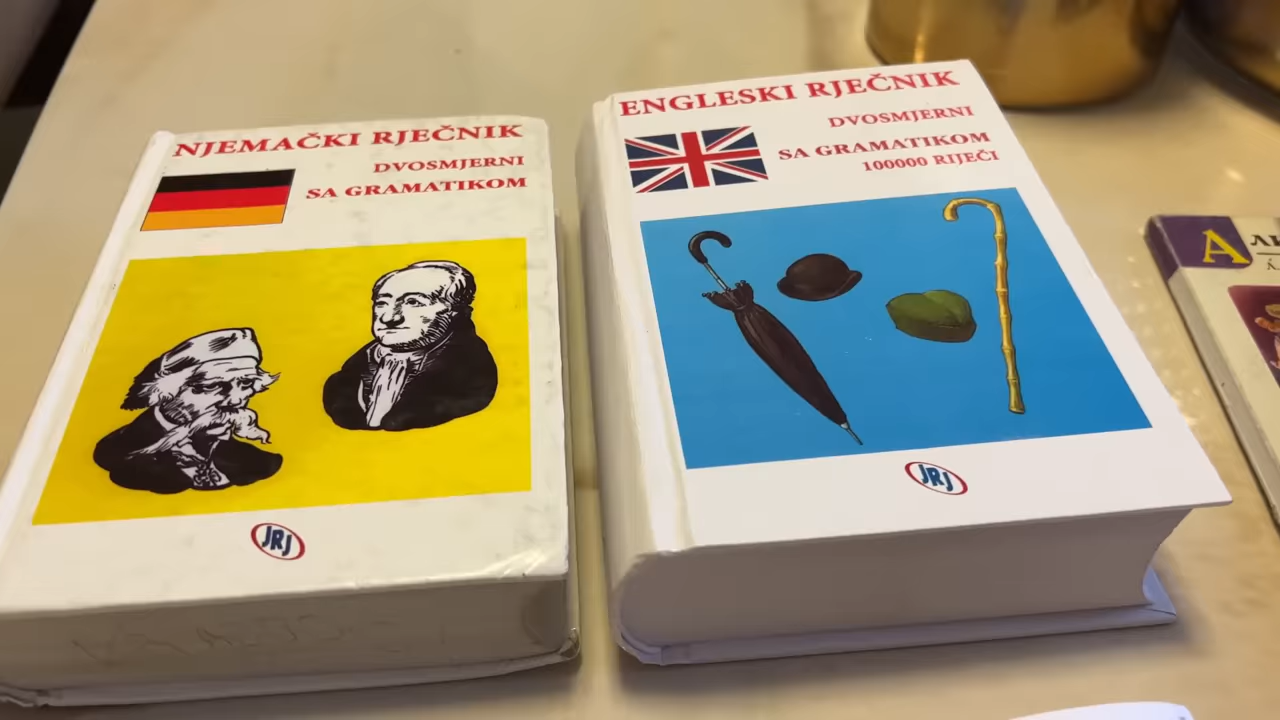 NJEMAČKI RJEČNIK
DVOSMJERNI
SA GRAMATIKOM
JRJ
ENGLESKI RJEČNIK
DVOSMJERNI
SA GRAMATIKOM
100000 RIJEČI
JRJ